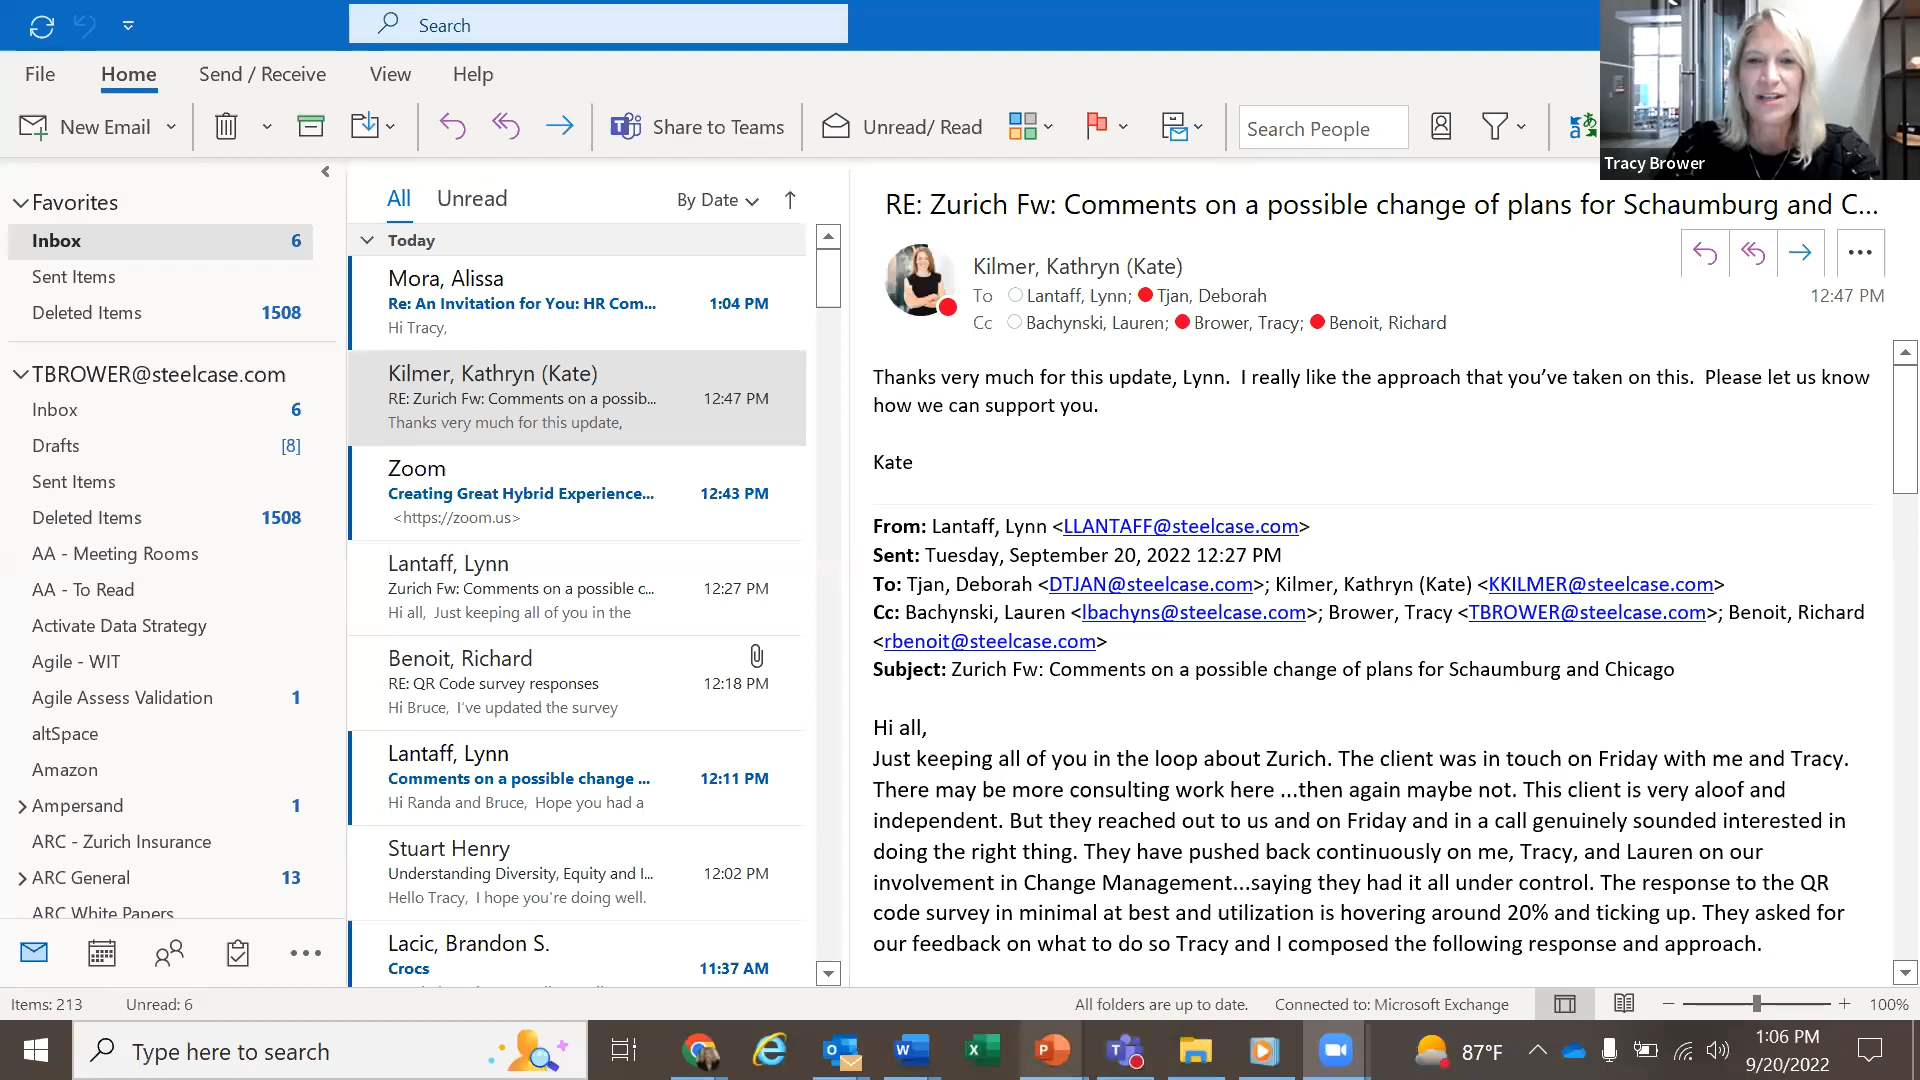 Search
Tracy Brower
File Home Send / Receive View Help
New Email
Share to Teams
Unread/ Read
Search People
Favorites
Inbox 6
Sent Items
Deleted Items 1508
TBROWER@steelcase.com
Inbox 6
Drafts [8]
Sent Items
Deleted Items 1508
AA - Meeting Rooms
AA - To Read
Activate Data Strategy
Agile - WIT
Agile Assess Validation 1
altSpace
Amazon
Ampersand 1
ARC - Zurich Insurance
ARC General 13
ARC White Papers
All Unread By Date
Today
Mora, Alissa
Re: An Invitation for You: HR Com... 1:04 PM
Hi Tracy,
Kilmer, Kathryn (Kate)
RE: Zurich Fw: Comments on a possib... 12:47 PM
Thanks very much for this update,
Zoom
Creating Great Hybrid Experience... 12:43 PM
<https://zoom.us>
Lantaff, Lynn
Zurich Fw: Comments on a possible c... 12:27 PM
Hi all, Just keeping all of you in the
Benoit, Richard
RE: QR Code survey responses 12:18 PM
Hi Bruce, I've updated the survey
Lantaff, Lynn
Comments on a possible change ... 12:11 PM
Hi Randa and Bruce, Hope you had a
Stuart Henry
Understanding Diversity, Equity and I... 12:02 PM
Hello Tracy, I hope you're doing well.
Lacic, Brandon S.
Crocs 11:37 AM
RE: Zurich Fw: Comments on a possible change of plans for Schaumburg and C...
Kilmer, Kathryn (Kate)
To Lantaff, Lynn; Tjan, Deborah 12:47 PM
Cc Bachynski, Lauren; Brower, Tracy; Benoit, Richard
Thanks very much for this update, Lynn. I really like the approach that you've taken on this. Please let us know
how we can support you.
Kate
From: Lantaff, Lynn <LLANTAFF@steelcase.com>
Sent: Tuesday, September 20, 2022 12:27 PM
To: Tjan, Deborah <DTJAN@steelcase.com>; Kilmer, Kathryn (Kate) <KKILMER@steelcase.com>
Cc: Bachynski, Lauren <lbachyns@steelcase.com>; Brower, Tracy <TBROWER@steelcase.com>; Benoit, Richard
<rbenoit@steelcase.com>
Subject: Zurich Fw: Comments on a possible change of plans for Schaumburg and Chicago
Hi all,
Just keeping all of you in the loop about Zurich. The client was in touch on Friday with me and Tracy.
There may be more consulting work here ...then again maybe not. This client is very aloof and
independent. But they reached out to us and on Friday and in a call genuinely sounded interested in
doing the right thing. They have pushed back continuously on me, Tracy, and Lauren on our
involvement in Change Management...saying they had it all under control. The response to the QR
code survey in minimal at best and utilization is hovering around 20% and ticking up. They asked for
our feedback on what to do so Tracy and I composed the following response and approach.
Items: 213 Unread: 6 All folders are up to date. Connected to: Microsoft Exchange 100%
Type here to search
87°F
1:06 PM
9/20/2022